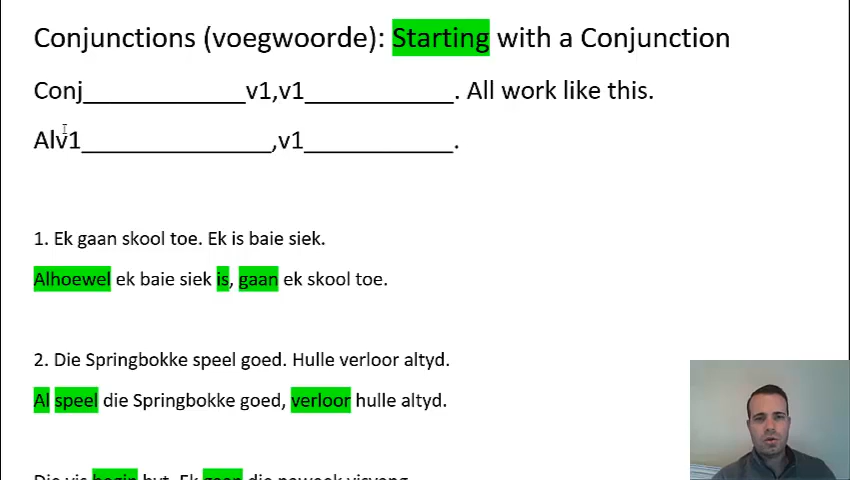 Conjunctions (voegwoorde): Starting with a Conjunction
Conj____________v1,v1___________. All work like this.
Alv1______________,v1___________.
1. Ek gaan skool toe. Ek is baie siek.
Alhoewel ek baie siek is, gaan ek skool toe.
2. Die Springbokke speel goed. Hulle verloor altyd.
Al speel die Springbokke goed, verloor hulle altyd.